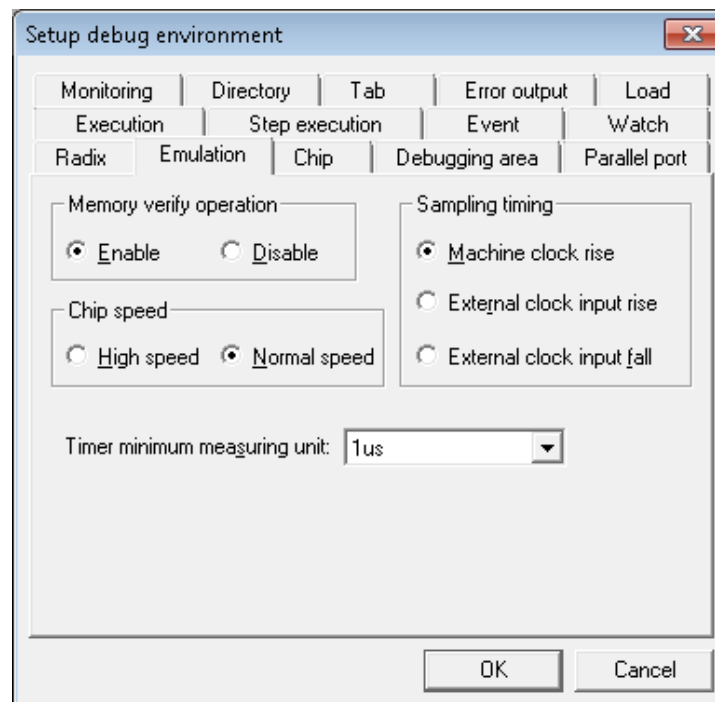 Setup debug environment
Monitoring Directory Tab Error output Load
Execution Step execution Event Watch
Radix Emulation Chip Debugging area Parallel port
Memory verify operation
Enable Disable
Chip speed
High speed Normal speed
Sampling timing
Machine clock rise
External clock input rise
External clock input fall
Timer minimum measuring unit: 1us
OK Cancel